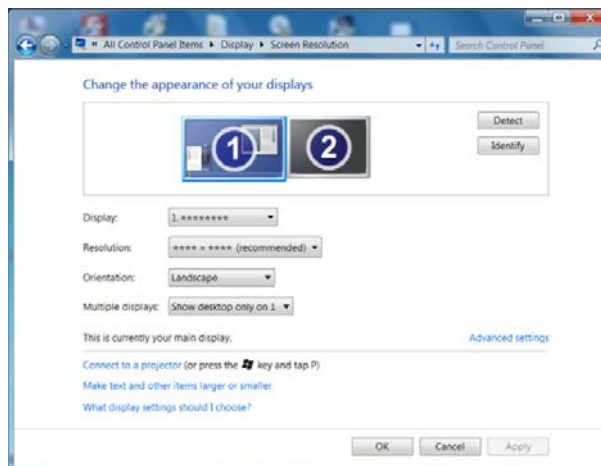 « All Control Panel Items ▸ Display ▸ Screen Resolution
Search Control Panel
Change the appearance of your displays
1
2
Detect
Identify
Display: 1. ********
Resolution: **** × **** (recommended)
Orientation: Landscape
Multiple displays: Show desktop only on 1
This is currently your main display.
Advanced settings
Connect to a projector (or press the key and tap P)
Make text and other items larger or smaller
What display settings should I choose?
OK Cancel Apply